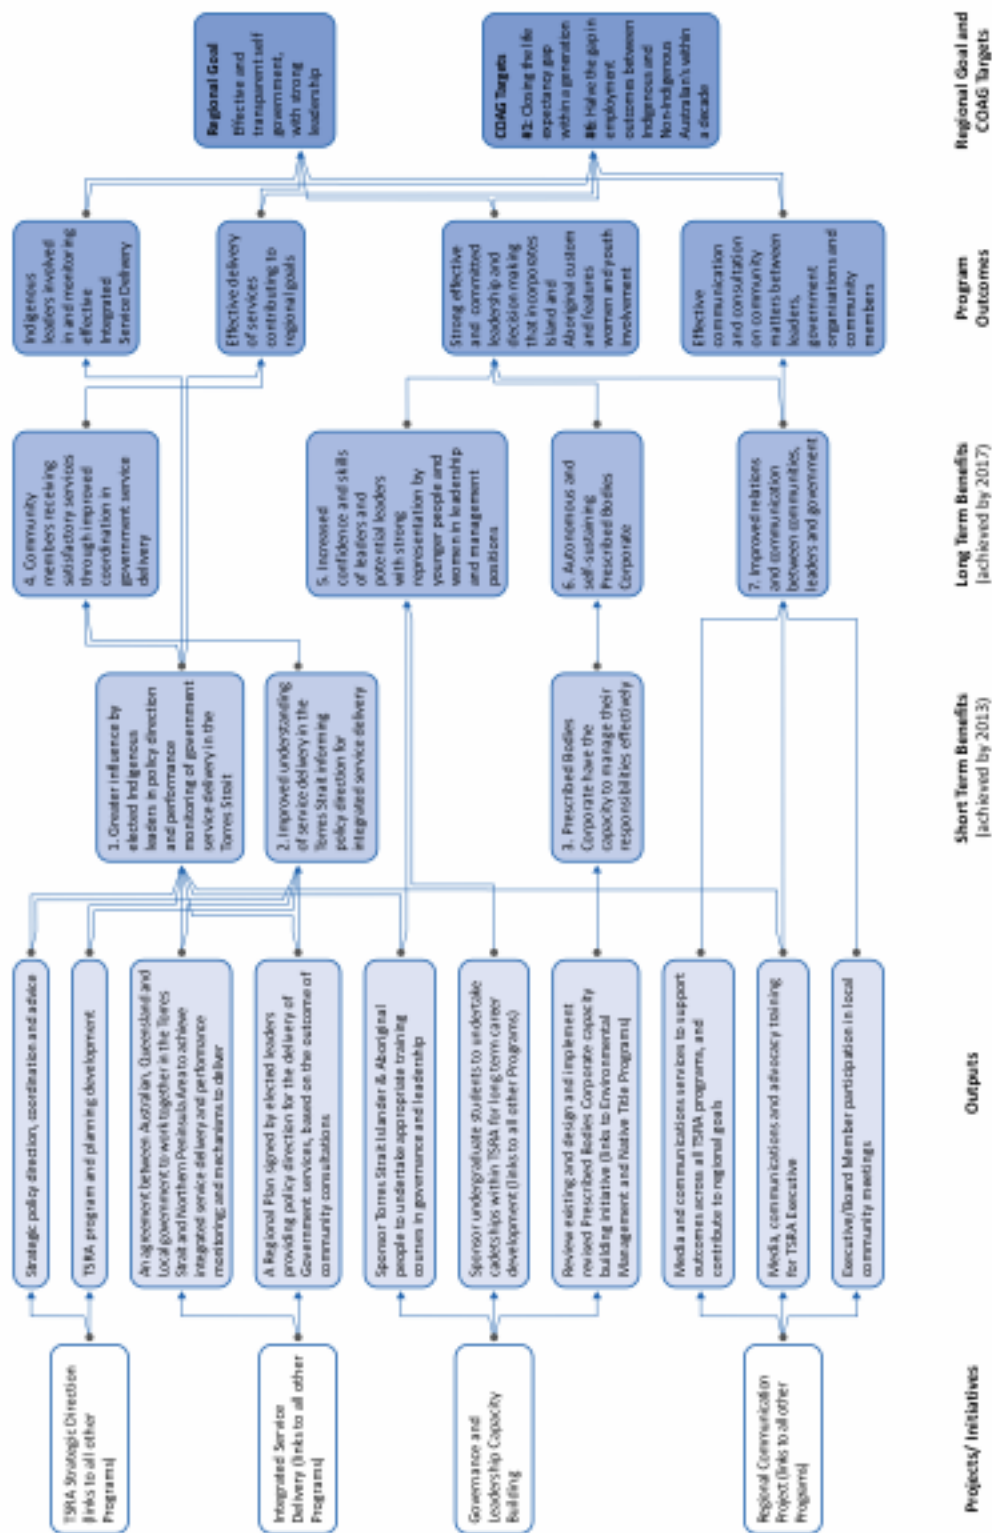 TSRA Strategic Direction
(links to all other
Programs)
Integrated Service
Delivery (links to all other
Programs)
Governance and
Leadership Capacity
Building
Regional Communication
Project (links to all other
Programs)
Projects/ Initiatives
Strategic policy direction, coordination and advice
TSRA program and planning development
An agreement between Australian, Queensland and
Local government to work together in the Torres
Strait and Northern Peninsula Area to achieve
integrated service delivery and performance
monitoring; and mechanisms to deliver
A Regional Plan signed by elected leaders
providing policy direction for the delivery of
Government services, based on the outcome of
community consultations
Sponsor Torres Strait Islander & Aboriginal
people to undertake appropriate training
courses in governance and leadership
Sponsor undergraduate students to undertake
cadetships within TSRA for long term career
development (links to all other Programs)
Review existing and design and implement
revised Prescribed Bodies Corporate capacity
building initiative (links to Environmental
Management and Native Title Programs)
Media and communications services to support
outcomes across all TSRA programs, and
contribute to regional goals
Media, communications and advocacy training
for TSRA Executive
Executive/Board Member participation in local
community meetings
Outputs
1. Greater influence by
elected Indigenous
leaders in policy direction
and performance
monitoring of government
service delivery in the
Torres Strait
2. Improved understanding
of service delivery in the
Torres Strait informing
policy direction for
integrated service delivery
3. Prescribed Bodies
Corporate have the
capacity to manage their
responsibilities effectively
Short Term Benefits
(achieved by 2013)
4. Community
members receiving
satisfactory services
through improved
coordination in
government service
delivery
5. Increased
confidence and skills
of leaders and
potential leaders
with strong
representation by
younger people and
women in leadership
and management
positions
6. Autonomous and
self-sustaining
Prescribed Bodies
Corporate
7. Improved relations
and communication
between communities,
leaders and government
Long Term Benefits
(achieved by 2017)
Indigenous
leaders involved
in and monitoring
effective
Integrated
Service Delivery
Effective delivery
of services
contributing to
regional goals
Strong effective
and committed
leadership and
decision making
that incorporates
Island and
Aboriginal custom
and features
women and youth
involvement
Effective
communication
and consultation
on community
matters between
leaders,
government
organisations and
community
members
Program
Outcomes
Regional Goal
Effective and
transparent self
government,
with strong
leadership
COAG Targets
#1: Closing the life
expectancy gap
within a generation
#6: Halve the gap in
employment
outcomes between
Indigenous and
Non-Indigenous
Australian's within
a decade
Regional Goal and
COAG Targets